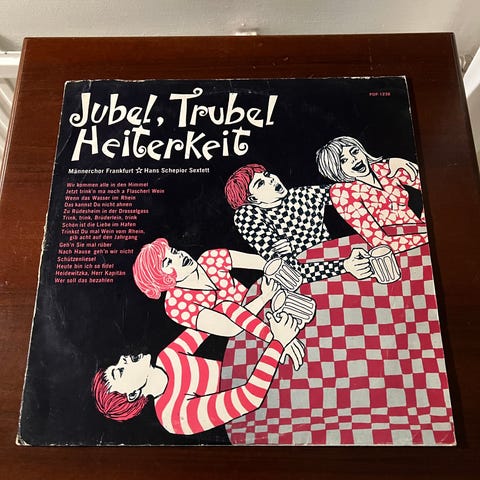 POP-1236
Jubel, Trubel
Heiterkeit
Männerchor Frankfurt ☆ Hans Schepior Sextett
Wir kommen alle in den Himmel
Jetzt trink'n ma noch a Flascherl Wein
Wenn das Wasser im Rhein
Das kannst Du nicht ahnen
Zu Rüdesheim in der Drosselgass
Trink, trink, Brüderlein, trink
Schön ist die Liebe im Hafen
Trinkst Du mal Wein vom Rhein,
gib acht auf den Jahrgang
Geh'n Sie mal rüber
Nach Hause geh'n wir nicht
Schützenliesel
Heute bin ich so fidel
Heidewitzka, Herr Kapitän
Wer soll das bezahlen